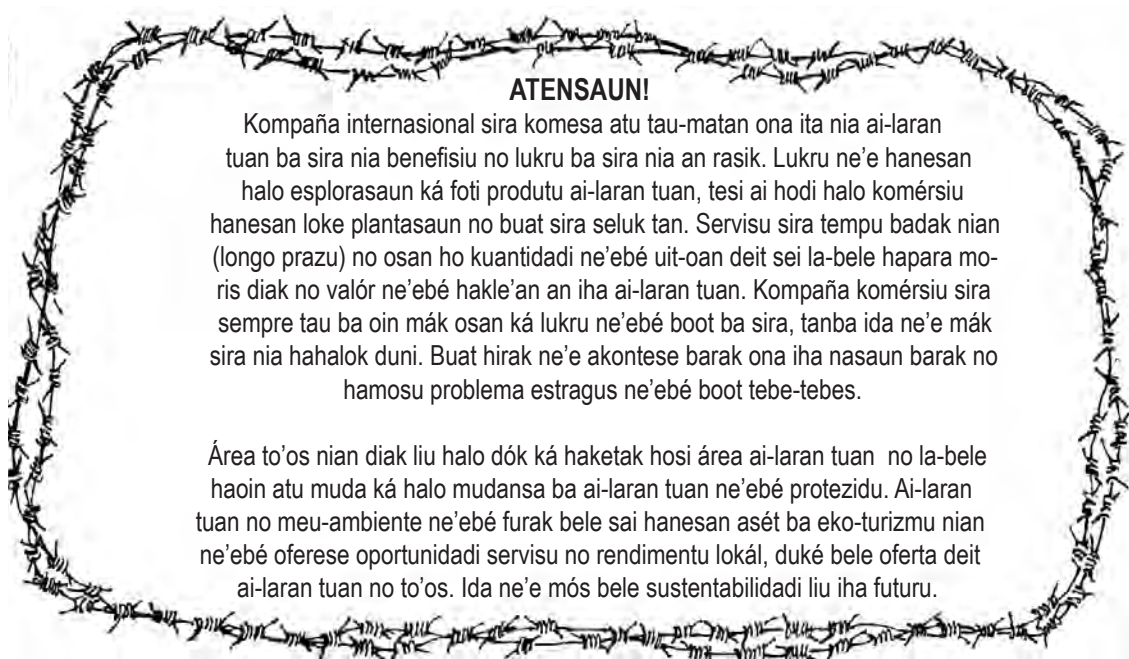 ATENSAUN!
Kompaña internasional sira komesa atu tau-matan ona ita nia ai-laran
tuan ba sira nia benefisiu no lukru ba sira nia an rasik. Lukru ne'e hanesan
halo esplorasaun ká foti produtu ai-laran tuan, tesi ai hodi halo komérsiu
hanesan loke plantasaun no buat sira seluk tan. Servisu sira tempu badak nian
(longo prazu) no osan ho kuantidadi ne'ebé uit-oan deit sei la-bele hapara mo-
ris diak no valór ne'ebé hakle'an an iha ai-laran tuan. Kompaña komérsiu sira
sempre tau ba oin mák osan ká lukru ne'ebé boot ba sira, tanba ida ne'e mák
sira nia hahalok duni. Buat hirak ne'e akontese barak ona iha nasaun barak no
hamosu problema estragus ne'ebé boot tebe-tebes.
Área to'os nian diak liu halo dók ká haketak hosi área ai-laran tuan no la-bele
haoin atu muda ká halo mudansa ba ai-laran tuan ne'ebé protezidu. Ai-laran
tuan no meu-ambiente ne'ebé furak bele sai hanesan asét ba eko-turizmu nian
ne'ebé oferese oportunidadi servisu no rendimentu lokál, duké bele oferta deit
ai-laran tuan no to'os. Ida ne'e mós bele sustentabilidadi liu iha futuru.